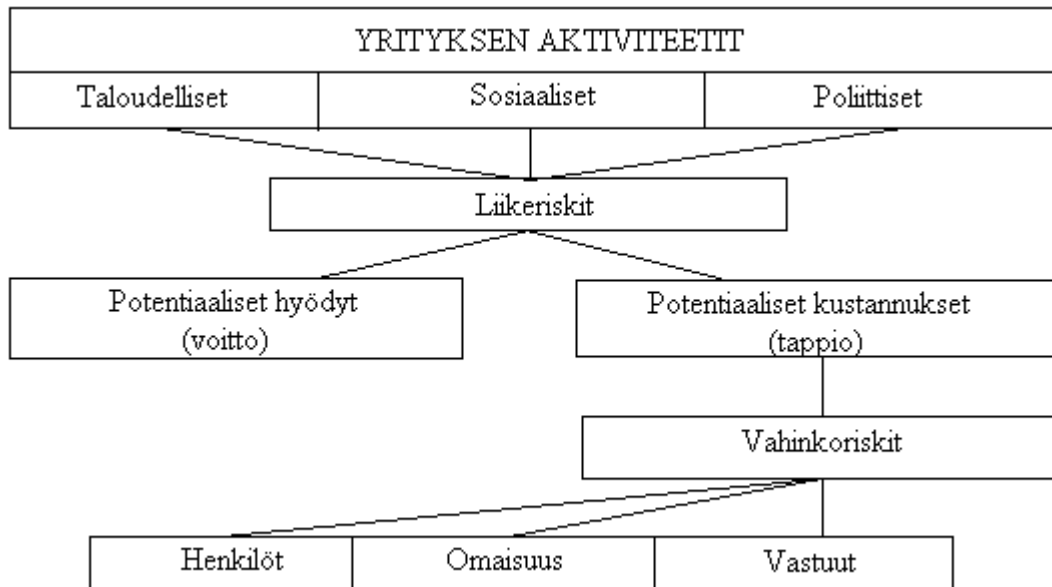 YRITYKSEN AKTIVITEETIT
Taloudelliset Sosiaaliset Poliittiset
Liikeriskit
Potentiaaliset hyödyt
(voitto)
Potentiaaliset kustannukset
(tappio)
Vahinkoriskit
Henkilöt Omaisuus Vastuut